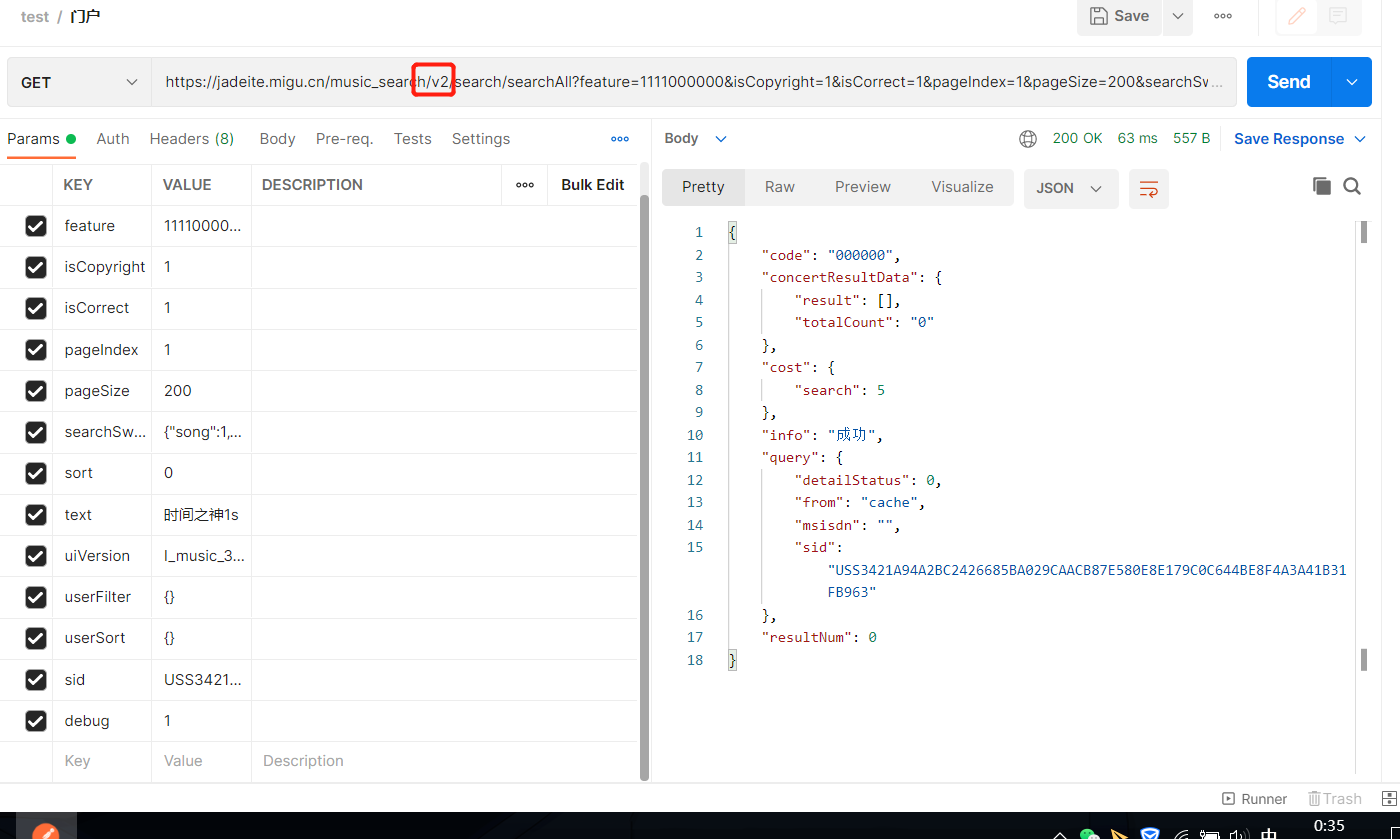 test / 门户
Save
GET
https://jadeite.migu.cn/music_search/v2/search/searchAll?feature=1111000000&isCopyright=1&isCorrect=1&pageIndex=1&pageSize=200&searchSw...
Send
Params Auth Headers (8) Body Pre-req. Tests Settings
Body 200 OK 63 ms 557 B Save Response
KEY VALUE DESCRIPTION Bulk Edit
Pretty Raw Preview Visualize JSON
feature 11110000...
isCopyright 1
isCorrect 1
pageIndex 1
pageSize 200
searchSw... {"song":1,...
sort 0
text 时间之神1s
uiVersion I_music_3...
userFilter {}
userSort {}
sid USS3421...
debug 1
Key Value Description
1 {
2 "code": "000000",
3 "concertResultData": {
4 "result": [],
5 "totalCount": "0"
6 },
7 "cost": {
8 "search": 5
9 },
10 "info": "成功",
11 "query": {
12 "detailStatus": 0,
13 "from": "cache",
14 "msisdn": "",
15 "sid":
"USS3421A94A2BC2426685BA029CAACB87E580E8E179C0C644BE8F4A3A41B31
FB963"
16 },
17 "resultNum": 0
18 }
Runner Trash
中 0:35